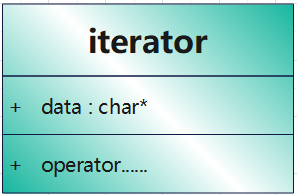 iterator
+ data : char*
+ operator......